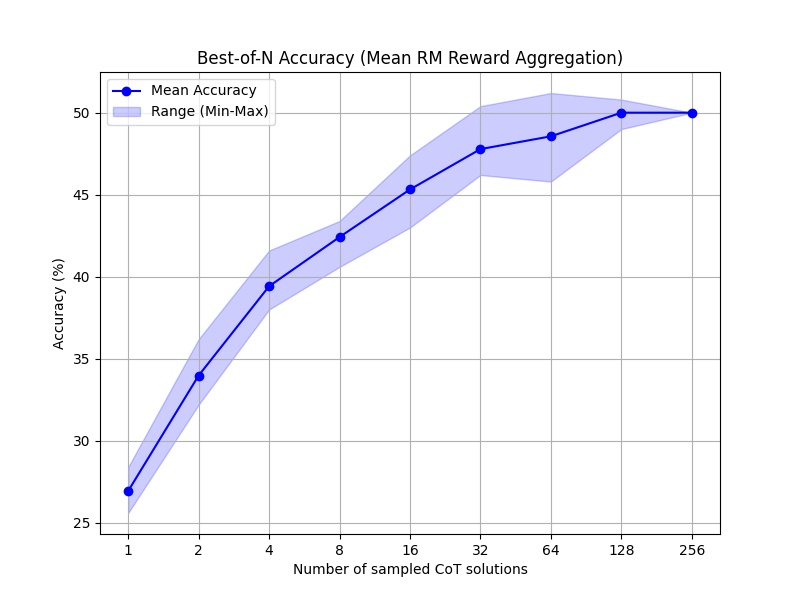 Best-of-N Accuracy (Mean RM Reward Aggregation)
Mean Accuracy
Range (Min-Max)
Accuracy (%)
50
45
40
35
30
25
1 2 4 8 16 32 64 128 256
Number of sampled CoT solutions